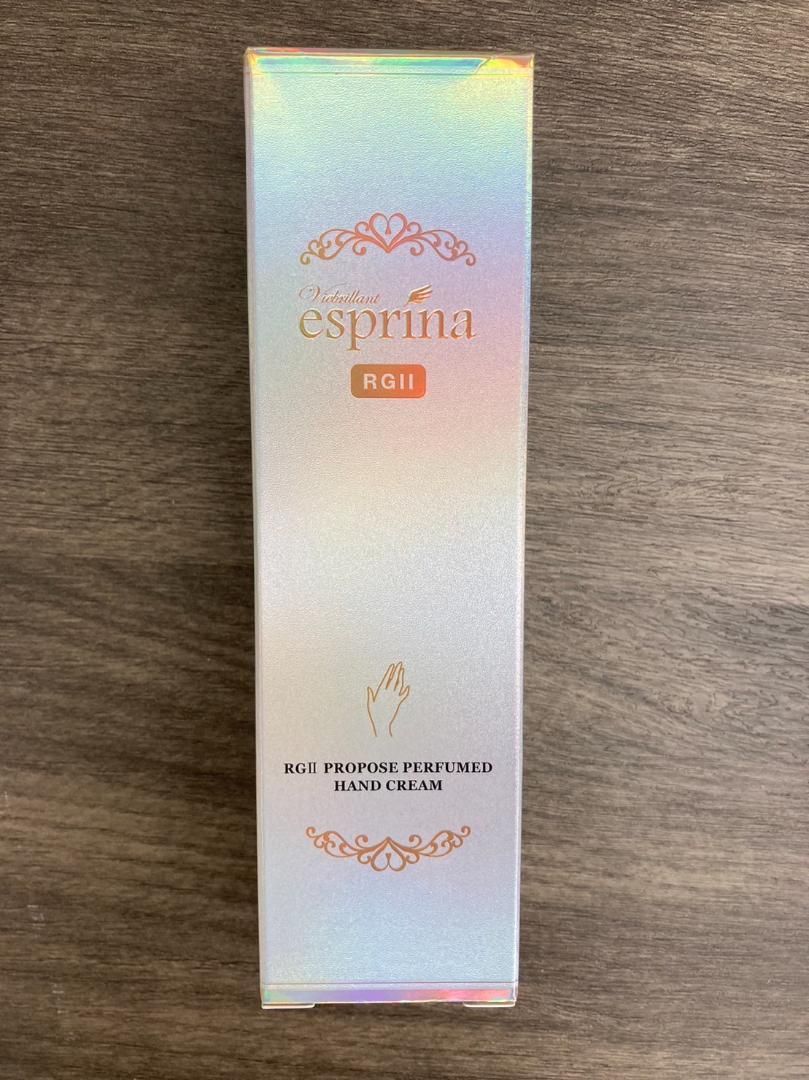 Viebrillant
esprina
RGII
RGⅡ PROPOSE PERFUMED
HAND CREAM